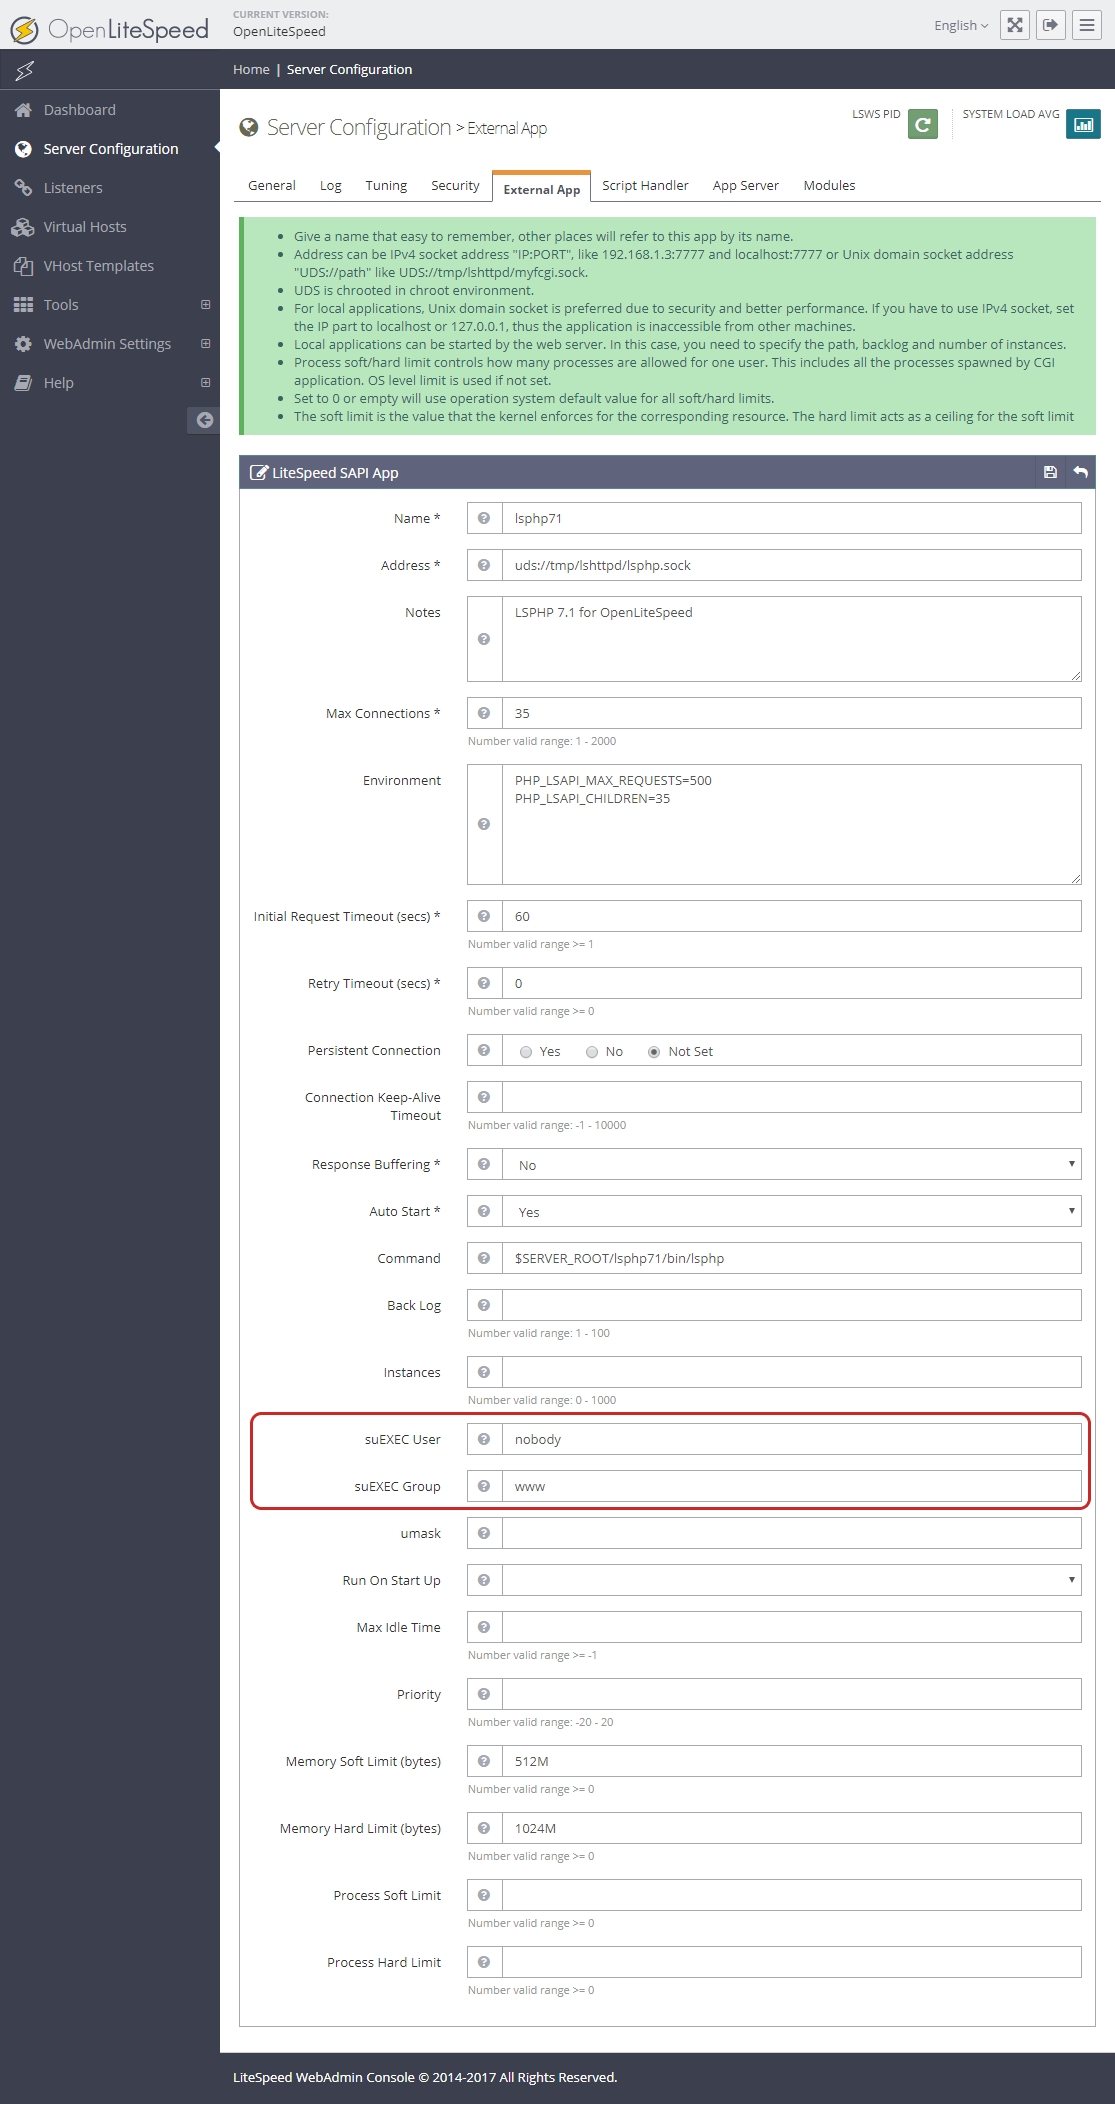 OpenLiteSpeed
CURRENT VERSION:
OpenLiteSpeed
English
Home | Server Configuration
Dashboard
Server Configuration
Listeners
Virtual Hosts
VHost Templates
Tools
WebAdmin Settings
Help
Server Configuration > External App
LSWS PID
SYSTEM LOAD AVG
General Log Tuning Security External App Script Handler App Server Modules
Give a name that easy to remember, other places will refer to this app by its name.
Address can be IPv4 socket address "IP:PORT", like 192.168.1.3:7777 and localhost:7777 or Unix domain socket address
"UDS://path" like UDS://tmp/lshttpd/myfcgi.sock.
UDS is chrooted in chroot environment.
For local applications, Unix domain socket is preferred due to security and better performance. If you have to use IPv4 socket, set
the IP part to localhost or 127.0.0.1, thus the application is inaccessible from other machines.
Local applications can be started by the web server. In this case, you need to specify the path, backlog and number of instances.
Process soft/hard limit controls how many processes are allowed for one user. This includes all the processes spawned by CGI
application. OS level limit is used if not set.
Set to 0 or empty will use operation system default value for all soft/hard limits.
The soft limit is the value that the kernel enforces for the corresponding resource. The hard limit acts as a ceiling for the soft limit
LiteSpeed SAPI App
Name * lsphp71
Address * uds://tmp/lshttpd/lsphp.sock
Notes LSPHP 7.1 for OpenLiteSpeed
Max Connections * 35
Number valid range: 1 - 2000
Environment PHP_LSAPI_MAX_REQUESTS=500
PHP_LSAPI_CHILDREN=35
Initial Request Timeout (secs) * 60
Number valid range >= 1
Retry Timeout (secs) * 0
Number valid range >= 0
Persistent Connection Yes No Not Set
Connection Keep-Alive
Timeout
Number valid range: -1 - 10000
Response Buffering * No
Auto Start * Yes
Command $SERVER_ROOT/lsphp71/bin/lsphp
Back Log
Number valid range: 1 - 100
Instances
Number valid range: 0 - 1000
suEXEC User nobody
suEXEC Group www
umask
Run On Start Up
Max Idle Time
Number valid range >= -1
Priority
Number valid range: -20 - 20
Memory Soft Limit (bytes) 512M
Number valid range >= 0
Memory Hard Limit (bytes) 1024M
Number valid range >= 0
Process Soft Limit
Number valid range >= 0
Process Hard Limit
Number valid range >= 0
LiteSpeed WebAdmin Console © 2014-2017 All Rights Reserved.